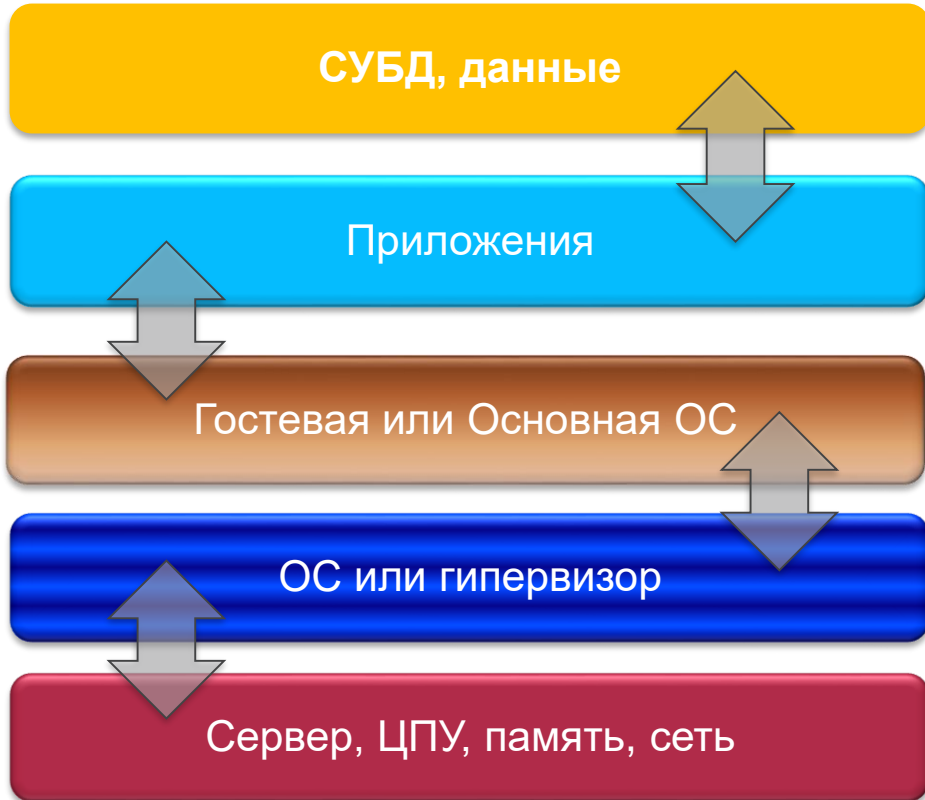 СУБД, данные
Приложения
Гостевая или Основная ОС
ОС или гипервизор
Сервер, ЦПУ, память, сеть